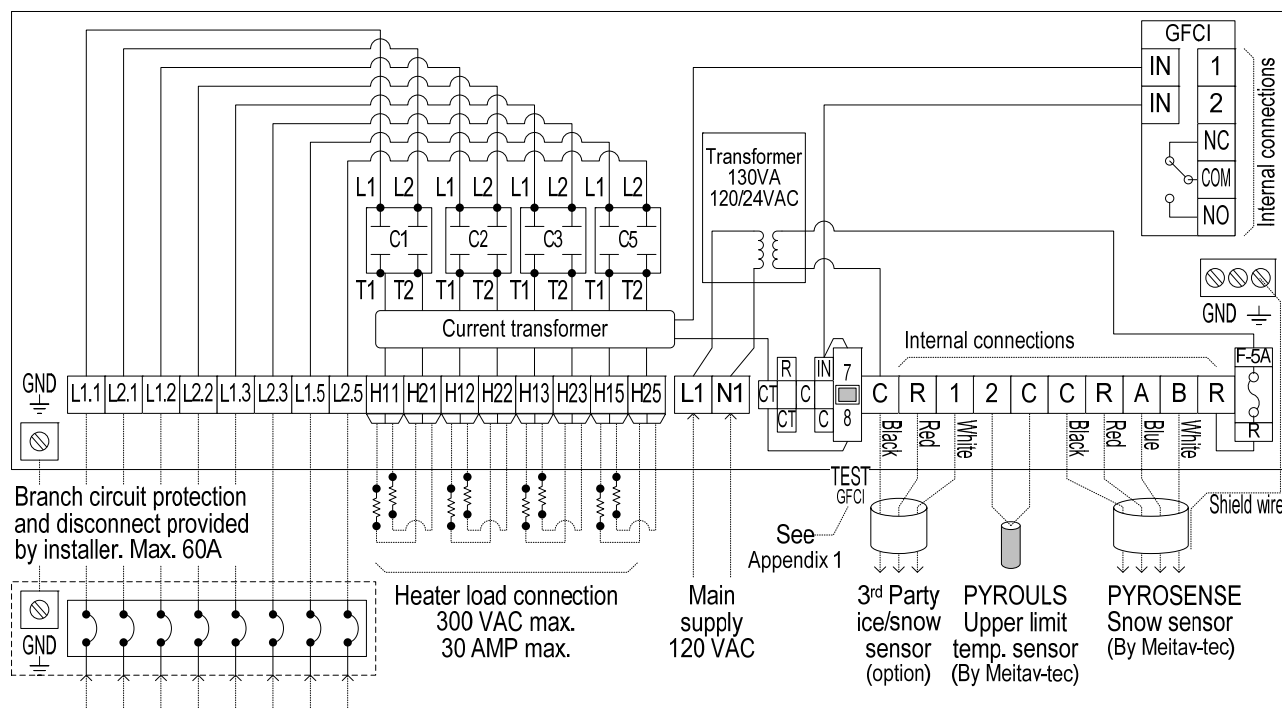 GFCI
IN 1
IN 2
NC
COM
NO
Internal connections
Transformer
130VA
120/24VAC
L1 L2 L1 L2 L1 L2 L1 L2
C1 C2 C3 C5
T1 T2 T1 T2 T1 T2 T1 T2
Current transformer
GND
Internal connections
F-5A
R
GND
L1.1 L2.1 L1.2 L2.2 L1.3 L2.3 L1.5 L2.5 H11 H21 H12 H22 H13 H23 H15 H25
L1 N1
R IN 7
CT C
CT C 8
C R 1 2 C C R A B R
Black Red White
Black Red Blue White
TEST
GFCI
See
Appendix 1
Shield wire
Branch circuit protection
and disconnect provided
by installer. Max. 60A
GND
Heater load connection
300 VAC max.
30 AMP max.
Main
supply
120 VAC
3rd Party
ice/snow
sensor
(option)
PYROULS
Upper limit
temp. sensor
(By Meitav-tec)
PYROSENSE
Snow sensor
(By Meitav-tec)